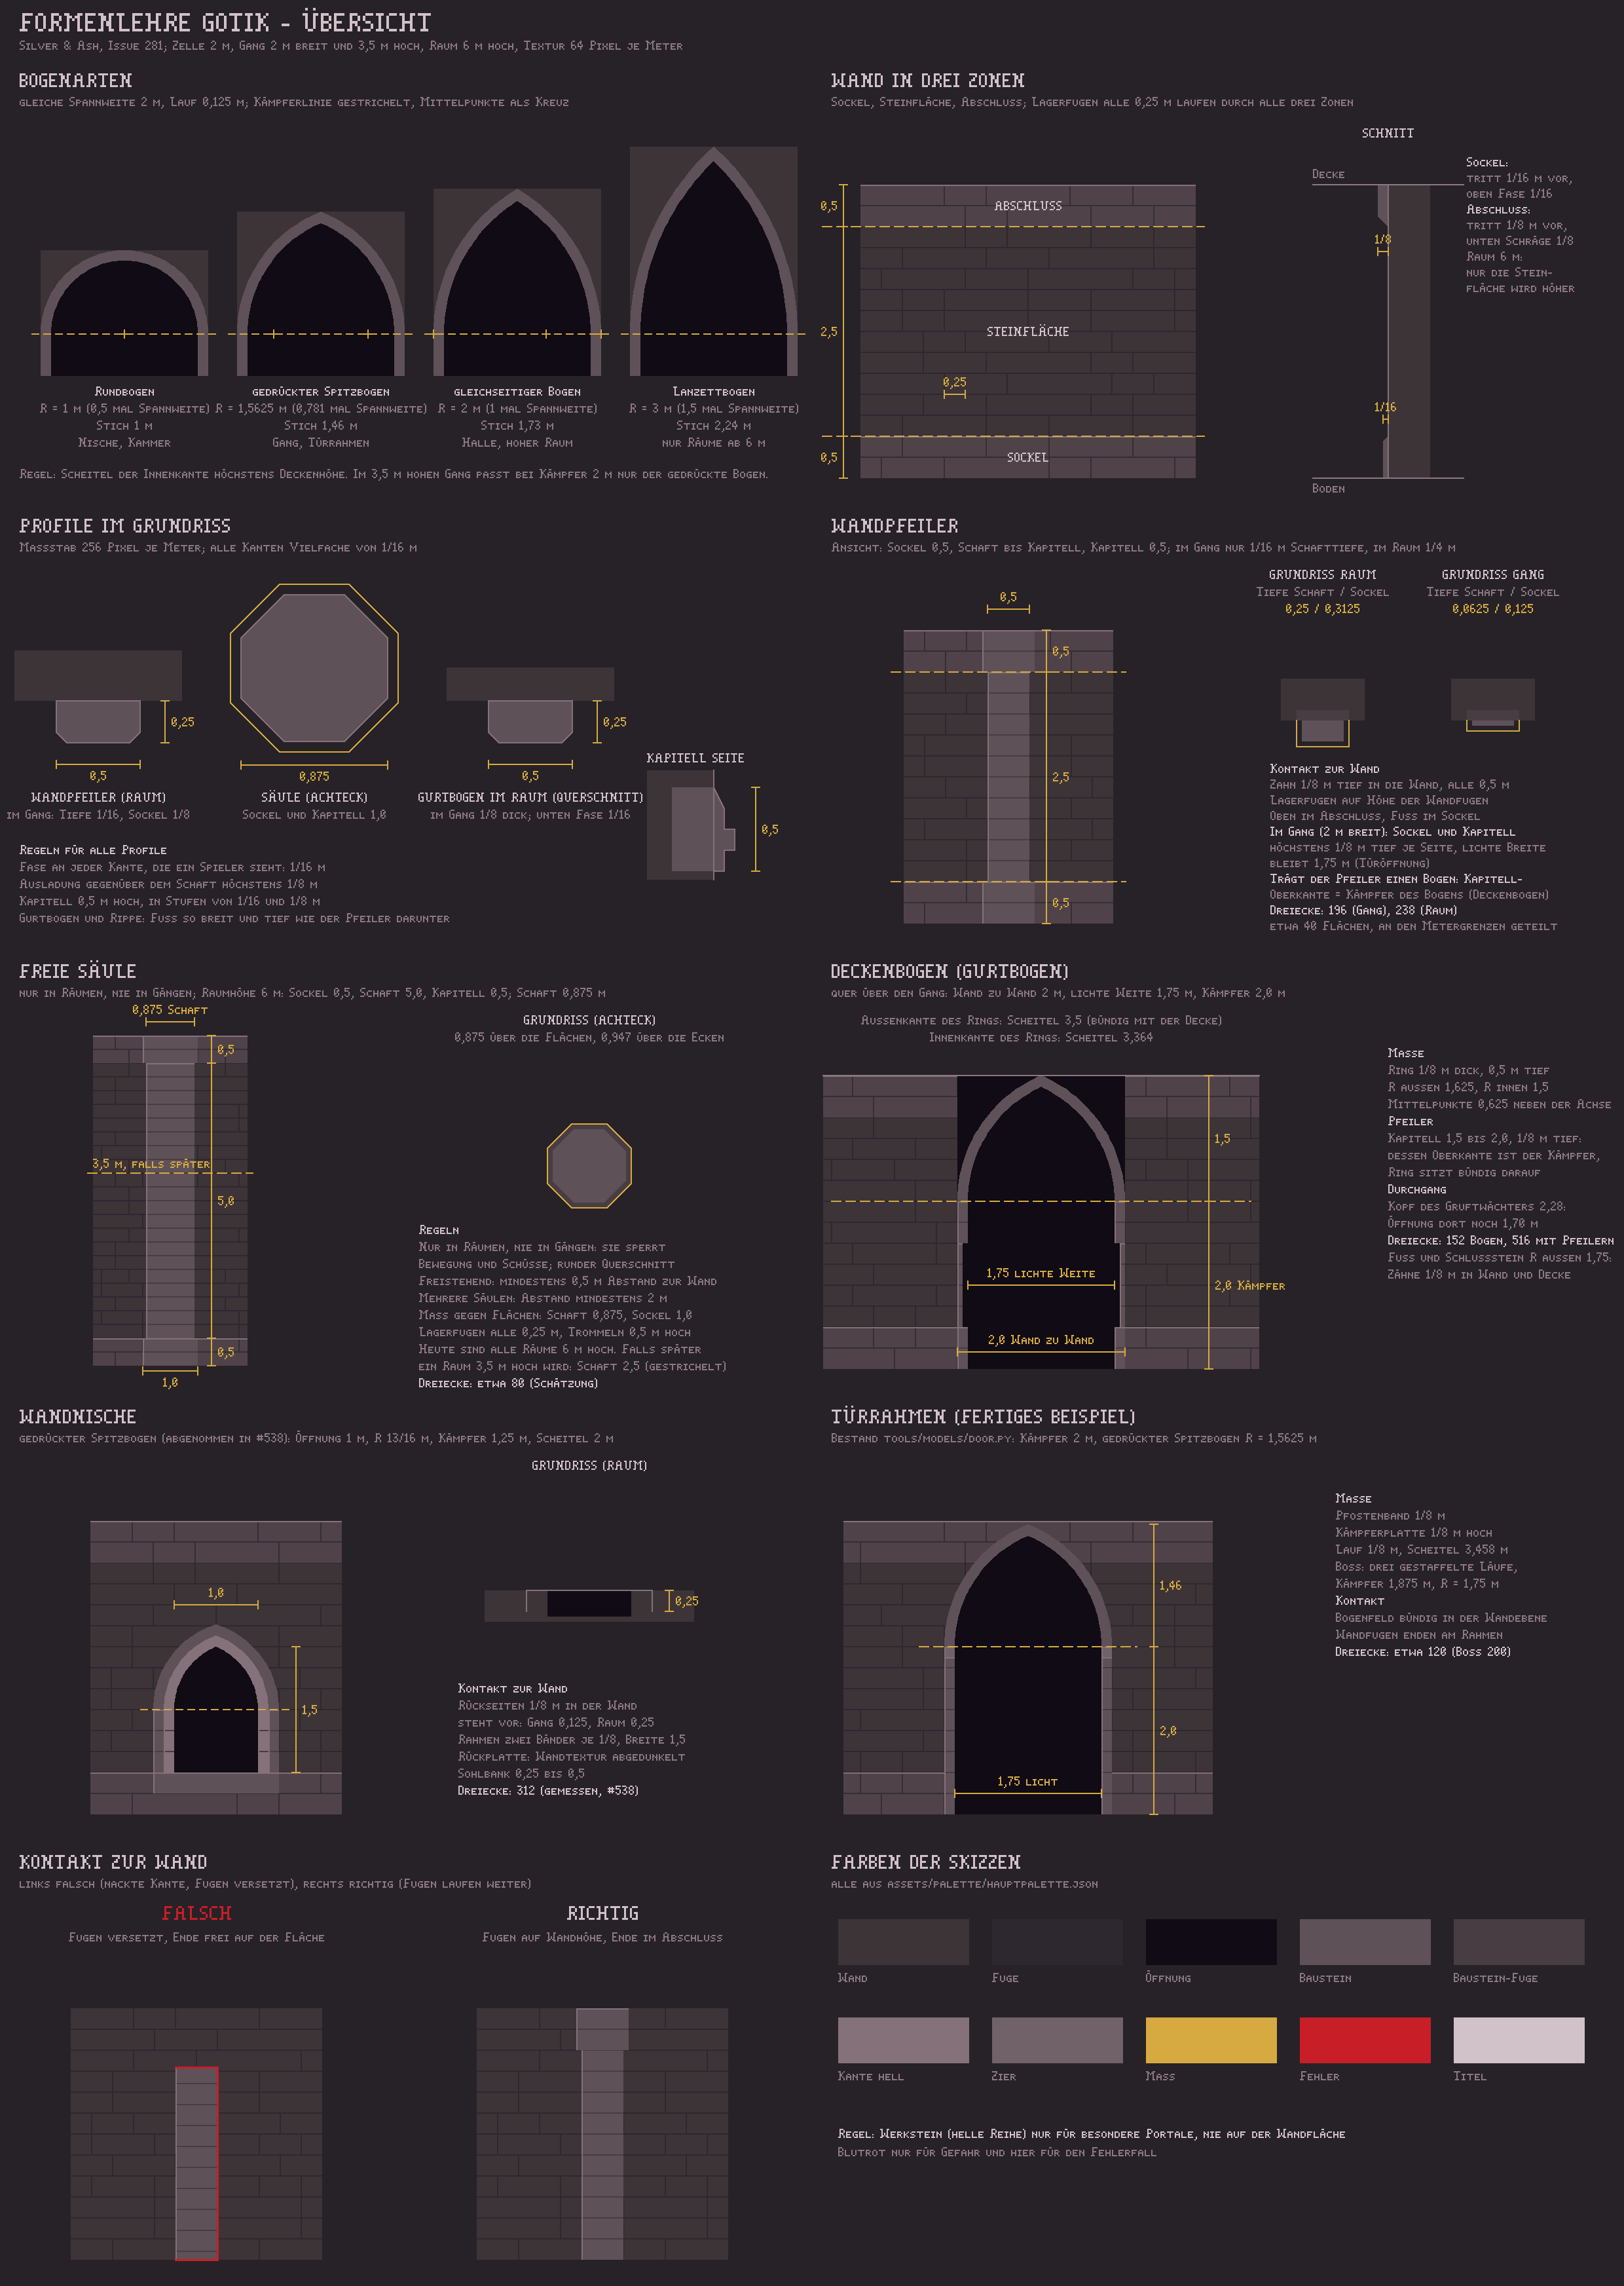 FORMENLEHRE GOTIK - ÜBERSICHT
Silver & Ash, Issue 281; Zelle 2 m, Gang 2 m breit und 3,5 m hoch, Raum 6 m hoch, Textur 64 Pixel je Meter
BOGENARTEN
gleiche Spannweite 2 m, Lauf 0,125 m; Kämpferlinie gestrichelt, Mittelpunkte als Kreuz
Rundbogen
R = 1 m (0,5 mal Spannweite)
Stich 1 m
Nische, Kammer
gedrückter Spitzbogen
R = 1,5625 m (0,781 mal Spannweite)
Stich 1,46 m
Gang, Türrahmen
gleichseitiger Bogen
R = 2 m (1 mal Spannweite)
Stich 1,73 m
Halle, hoher Raum
Lanzettbogen
R = 3 m (1,5 mal Spannweite)
Stich 2,24 m
nur Räume ab 6 m
Regel: Scheitel der Innenkante höchstens Deckenhöhe. Im 3,5 m hohen Gang passt bei Kämpfer 2 m nur der gedrückte Bogen.
WAND IN DREI ZONEN
Sockel, Steinfläche, Abschluss; Lagerfugen alle 0,25 m laufen durch alle drei Zonen
0,5
2,5
0,5
ABSCHLUSS
STEINFLÄCHE
0,25
SOCKEL
SCHNITT
Decke
1/8
1/16
Boden
Sockel:
tritt 1/16 m vor,
oben Fase 1/16
Abschluss:
tritt 1/8 m vor,
unten Schräge 1/8
Raum 6 m:
nur die Stein-
fläche wird höher
PROFILE IM GRUNDRISS
Massstab 256 Pixel je Meter; alle Kanten Vielfache von 1/16 m
0,25
0,5
WANDPFEILER (RAUM)
im Gang: Tiefe 1/16, Sockel 1/8
0,875
SÄULE (ACHTECK)
Sockel und Kapitell 1,0
0,25
0,5
GURTBOGEN IM RAUM (QUERSCHNITT)
im Gang 1/8 dick; unten Fase 1/16
KAPITELL SEITE
0,5
Regeln für alle Profile
Fase an jeder Kante, die ein Spieler sieht: 1/16 m
Ausladung gegenüber dem Schaft höchstens 1/8 m
Kapitell 0,5 m hoch, in Stufen von 1/16 und 1/8 m
Gurtbogen und Rippe: Fuss so breit und tief wie der Pfeiler darunter
WANDPFEILER
Ansicht: Sockel 0,5, Schaft bis Kapitell, Kapitell 0,5; im Gang nur 1/16 m Schafttiefe, im Raum 1/4 m
0,5
0,5
2,5
0,5
GRUNDRISS RAUM
Tiefe Schaft / Sockel
0,25 / 0,3125
GRUNDRISS GANG
Tiefe Schaft / Sockel
0,0625 / 0,125
Kontakt zur Wand
Zahn 1/8 m tief in die Wand, alle 0,5 m
Lagerfugen auf Höhe der Wandfugen
Oben im Abschluss, Fuss im Sockel
Im Gang (2 m breit): Sockel und Kapitell
höchstens 1/8 m tief je Seite, lichte Breite
bleibt 1,75 m (Türöffnung)
Trägt der Pfeiler einen Bogen: Kapitell-
Oberkante = Kämpfer des Bogens (Deckenbogen)
Dreiecke: 196 (Gang), 238 (Raum)
etwa 40 Flächen, an den Metergrenzen geteilt
FREIE SÄULE
nur in Räumen, nie in Gängen; Raumhöhe 6 m: Sockel 0,5, Schaft 5,0, Kapitell 0,5; Schaft 0,875 m
0,875 Schaft
0,5
3,5 m, falls später
5,0
0,5
1,0
GRUNDRISS (ACHTECK)
0,875 über die Flächen, 0,947 über die Ecken
Regeln
Nur in Räumen, nie in Gängen: sie sperrt
Bewegung und Schüsse; runder Querschnitt
Freistehend: mindestens 0,5 m Abstand zur Wand
Mehrere Säulen: Abstand mindestens 2 m
Mass gegen Flächen: Schaft 0,875, Sockel 1,0
Lagerfugen alle 0,25 m, Trommeln 0,5 m hoch
Heute sind alle Räume 6 m hoch. Falls später
ein Raum 3,5 m hoch wird: Schaft 2,5 (gestrichelt)
Dreiecke: etwa 80 (Schätzung)
DECKENBOGEN (GURTBOGEN)
quer über den Gang: Wand zu Wand 2 m, lichte Weite 1,75 m, Kämpfer 2,0 m
Aussenkante des Rings: Scheitel 3,5 (bündig mit der Decke)
Innenkante des Rings: Scheitel 3,364
1,5
1,75 lichte Weite
2,0 Kämpfer
2,0 Wand zu Wand
Masse
Ring 1/8 m dick, 0,5 m tief
R aussen 1,625, R innen 1,5
Mittelpunkte 0,625 neben der Achse
Pfeiler
Kapitell 1,5 bis 2,0, 1/8 m tief:
dessen Oberkante ist der Kämpfer,
Ring sitzt bündig darauf
Durchgang
Kopf des Gruftwächters 2,28:
Öffnung dort noch 1,70 m
Dreiecke: 152 Bogen, 516 mit Pfeilern
Fuss und Schlussstein R aussen 1,75:
Zähne 1/8 m in Wand und Decke
WANDNISCHE
gedrückter Spitzbogen (abgenommen in #538): Öffnung 1 m, R 13/16 m, Kämpfer 1,25 m, Scheitel 2 m
1,0
1,5
GRUNDRISS (RAUM)
0,25
Kontakt zur Wand
Rückseiten 1/8 m in der Wand
steht vor: Gang 0,125, Raum 0,25
Rahmen zwei Bänder je 1/8, Breite 1,5
Rückplatte: Wandtextur abgedunkelt
Sohlbank 0,25 bis 0,5
Dreiecke: 312 (gemessen, #538)
TÜRRAHMEN (FERTIGES BEISPIEL)
Bestand tools/models/door.py: Kämpfer 2 m, gedrückter Spitzbogen R = 1,5625 m
1,46
2,0
1,75 licht
Masse
Pfostenband 1/8 m
Kämpferplatte 1/8 m hoch
Lauf 1/8 m, Scheitel 3,458 m
Boss: drei gestaffelte Läufe,
Kämpfer 1,875 m, R = 1,75 m
Kontakt
Bogenfeld bündig in der Wandebene
Wandfugen enden am Rahmen
Dreiecke: etwa 120 (Boss 200)
KONTAKT ZUR WAND
links falsch (nackte Kante, Fugen versetzt), rechts richtig (Fugen laufen weiter)
FALSCH
Fugen versetzt, Ende frei auf der Fläche
RICHTIG
Fugen auf Wandhöhe, Ende im Abschluss
FARBEN DER SKIZZEN
alle aus assets/palette/hauptpalette.json
Wand
Fuge
Öffnung
Baustein
Baustein-Fuge
Kante hell
Zier
Mass
Fehler
Titel
Regel: Werkstein (helle Reihe) nur für besondere Portale, nie auf der Wandfläche
Blutrot nur für Gefahr und hier für den Fehlerfall